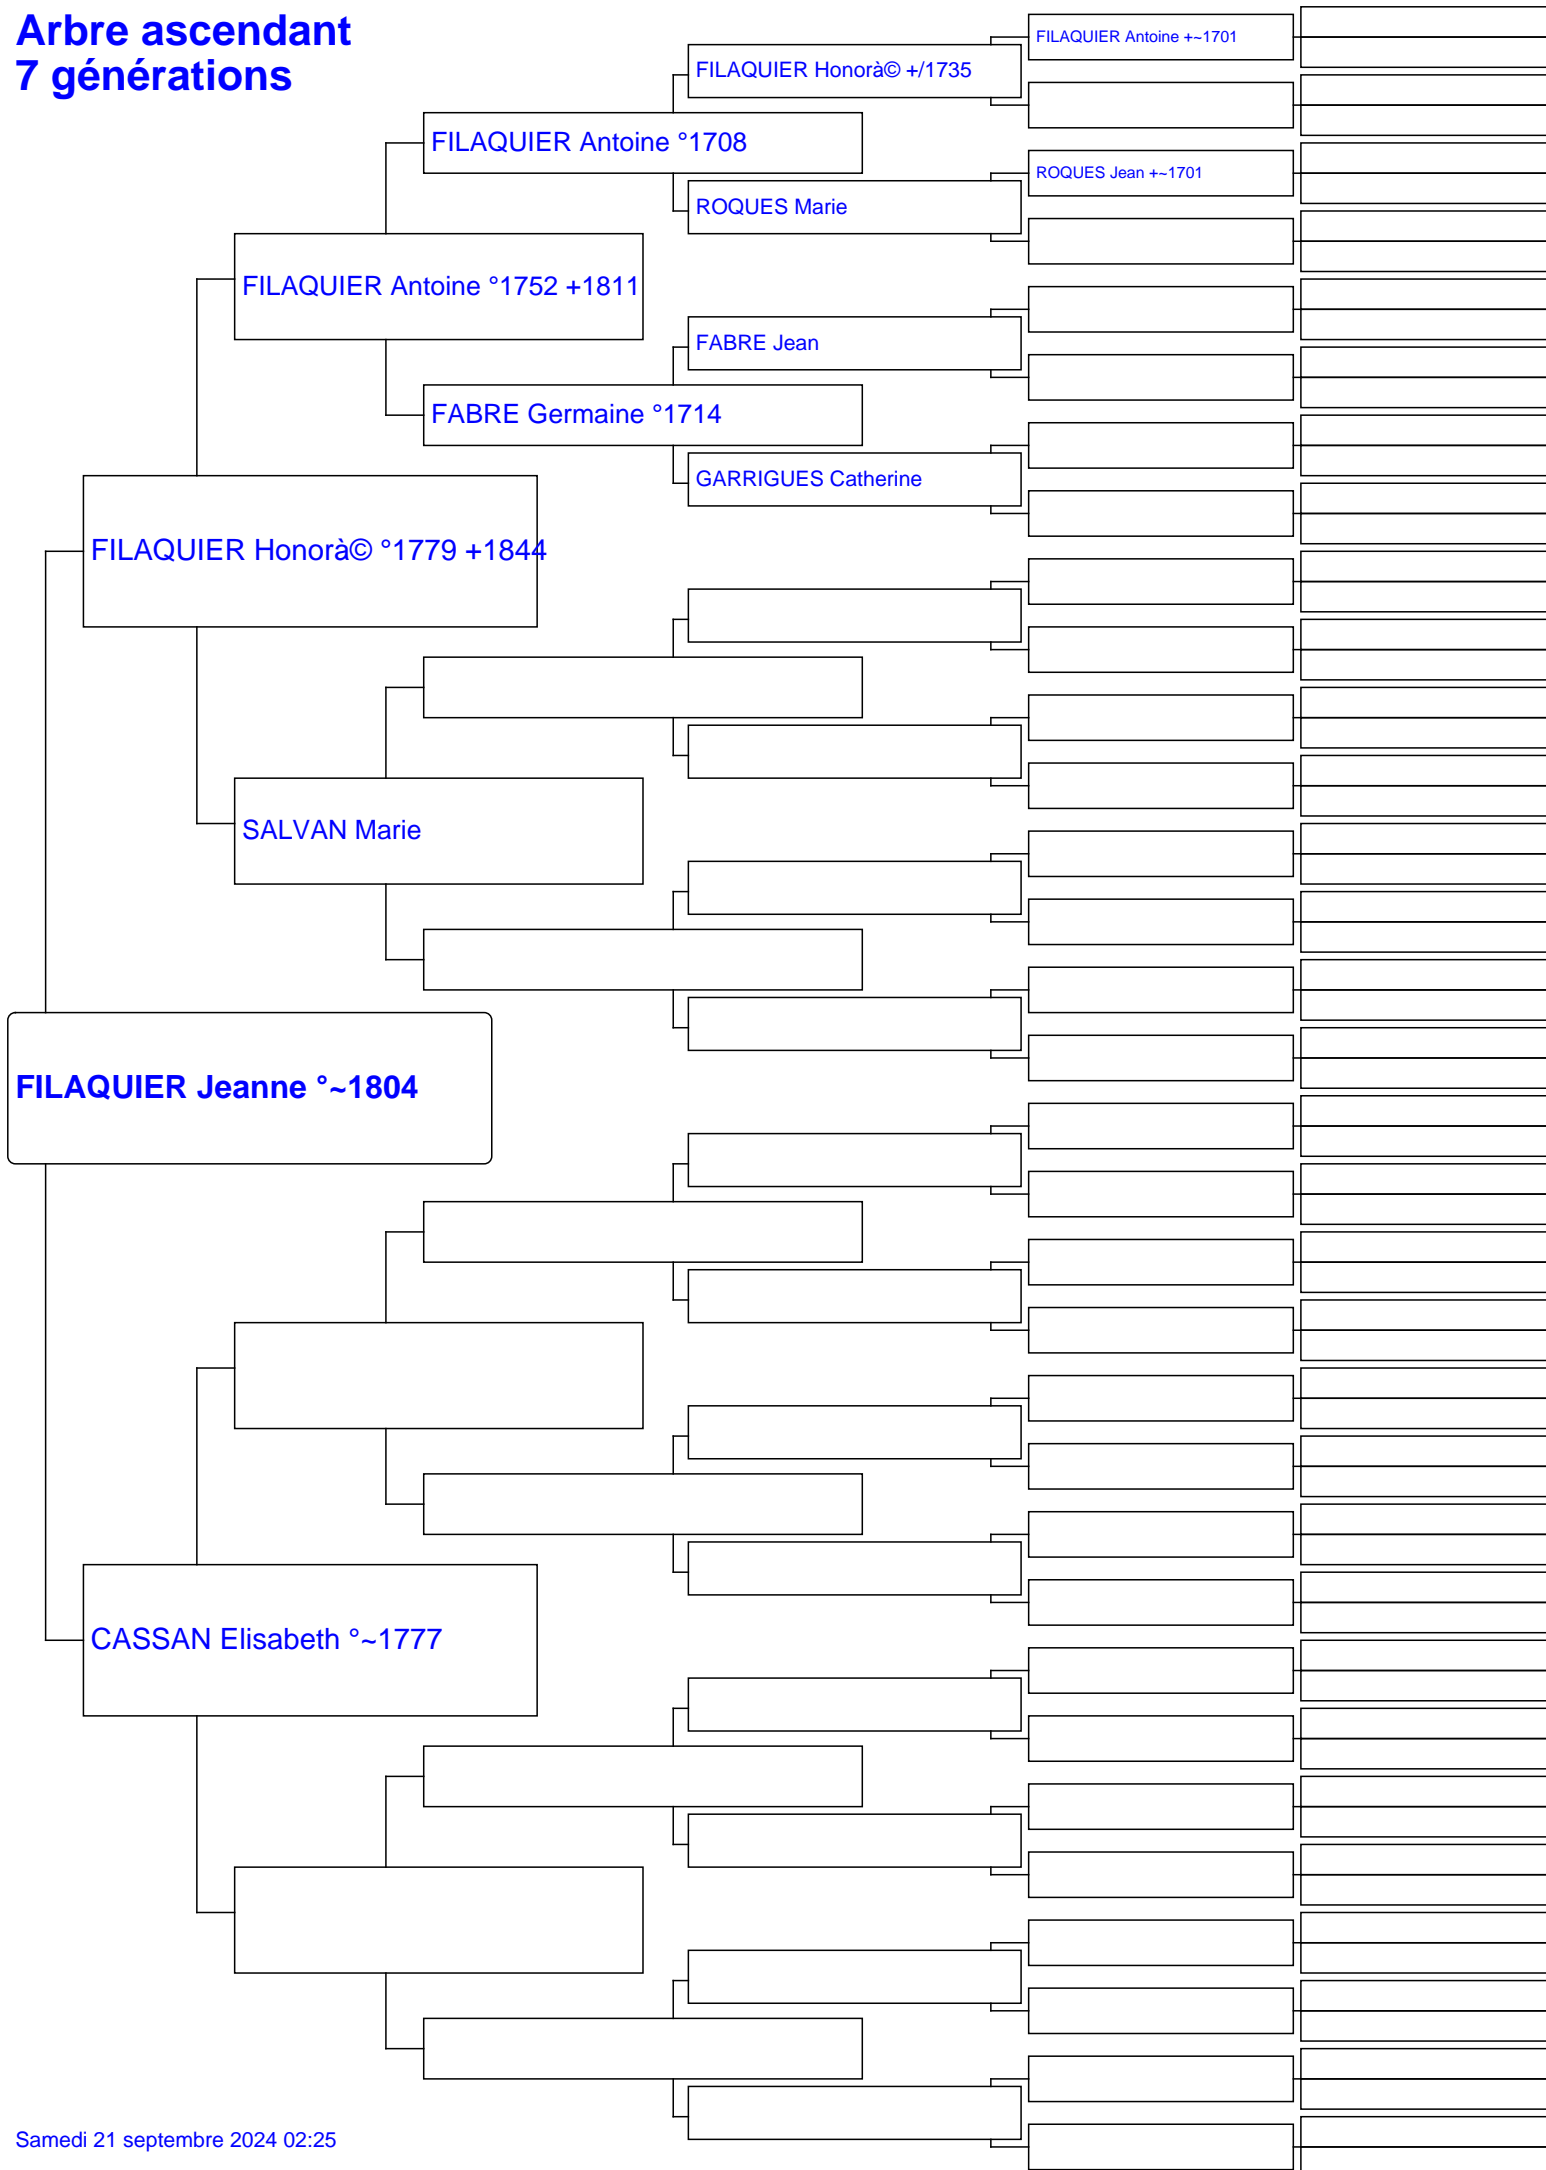 Arbre ascendant
7 générations
FILAQUIER Antoine +~1701
FILAQUIER Honorà© +/1735
FILAQUIER Antoine °1708
ROQUES Jean +~1701
ROQUES Marie
FILAQUIER Antoine °1752 +1811
FABRE Jean
FABRE Germaine °1714
GARRIGUES Catherine
FILAQUIER Honorà© °1779 +1844
SALVAN Marie
FILAQUIER Jeanne °~1804
CASSAN Elisabeth °~1777
Samedi 21 septembre 2024 02:25